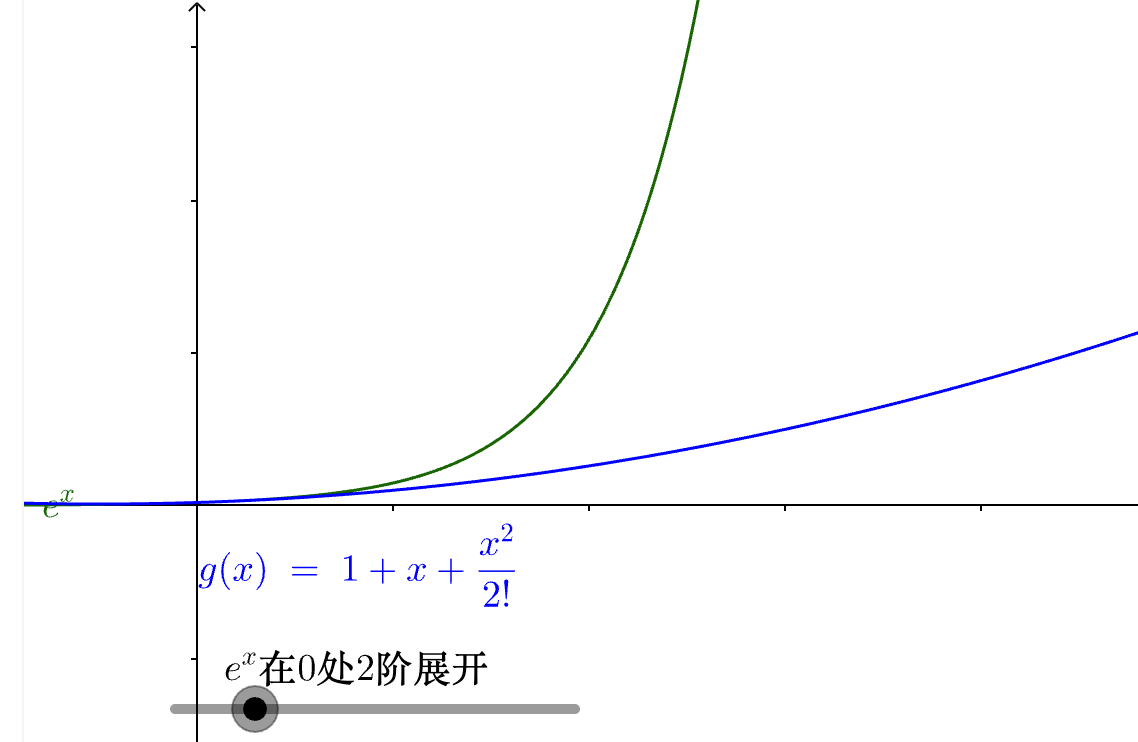 e^x
g(x) = 1 + x + x^2/2!
e^x在0处2阶展开